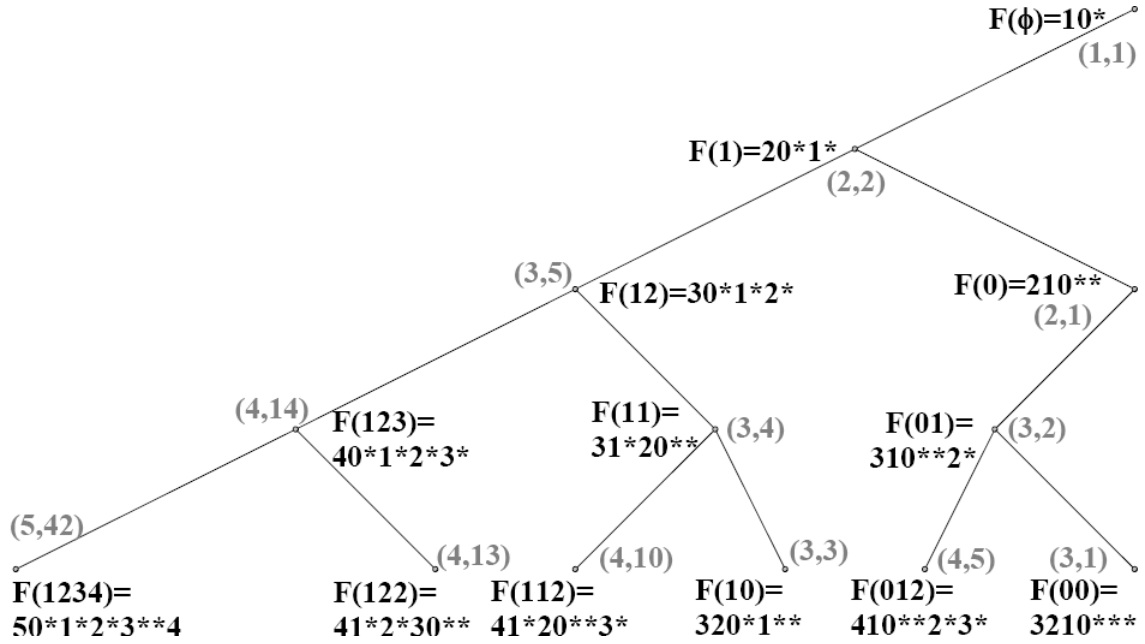 F(ϕ)=10*
(1,1)
F(1)=20*1*
(2,2)
(3,5)
F(12)=30*1*2*
F(0)=210**
(2,1)
(4,14)
F(123)=
40*1*2*3*
F(11)=
31*20**
(3,4)
F(01)=
310**2*
(3,2)
(5,42)
(4,13)
(4,10)
(3,3)
(4,5)
(3,1)
F(1234)=
50*1*2*3**4
F(122)=
41*2*30**
F(112)=
41*20**3*
F(10)=
320*1**
F(012)=
410**2*3*
F(00)=
3210***